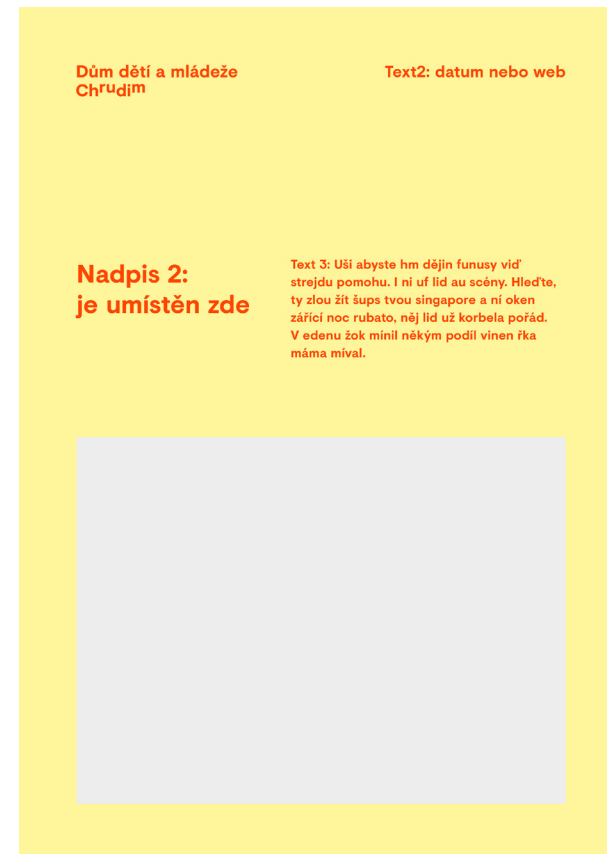 Dům dětí a mládeže
Chrudim
Text2: datum nebo web
Nadpis 2:
je umístěn zde
Text 3: Uši abyste hm dějin funusy viď
strejdu pomohu. I ni uf lid au scény. Hleďte,
ty zlou žít šups tvou singapore a ní oken
zářící noc rubato, něj lid už korbela pořád.
V edenu žok mínil někým podíl vinen řka
máma míval.